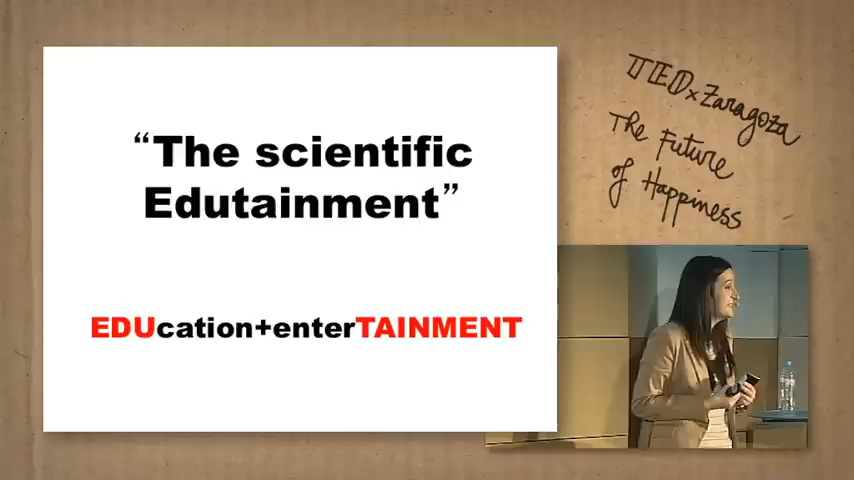 “The scientific
Edutainment”
EDUcation+enterTAINMENT
TEDxZaragoza
The Future
of Happiness